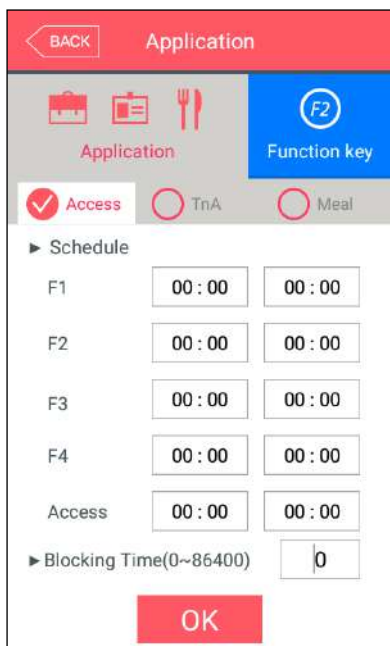 BACK Application
F2
Application Function key
Access TnA Meal
► Schedule
F1 00 : 00 00 : 00
F2 00 : 00 00 : 00
F3 00 : 00 00 : 00
F4 00 : 00 00 : 00
Access 00 : 00 00 : 00
►Blocking Time(0~86400) 0
OK